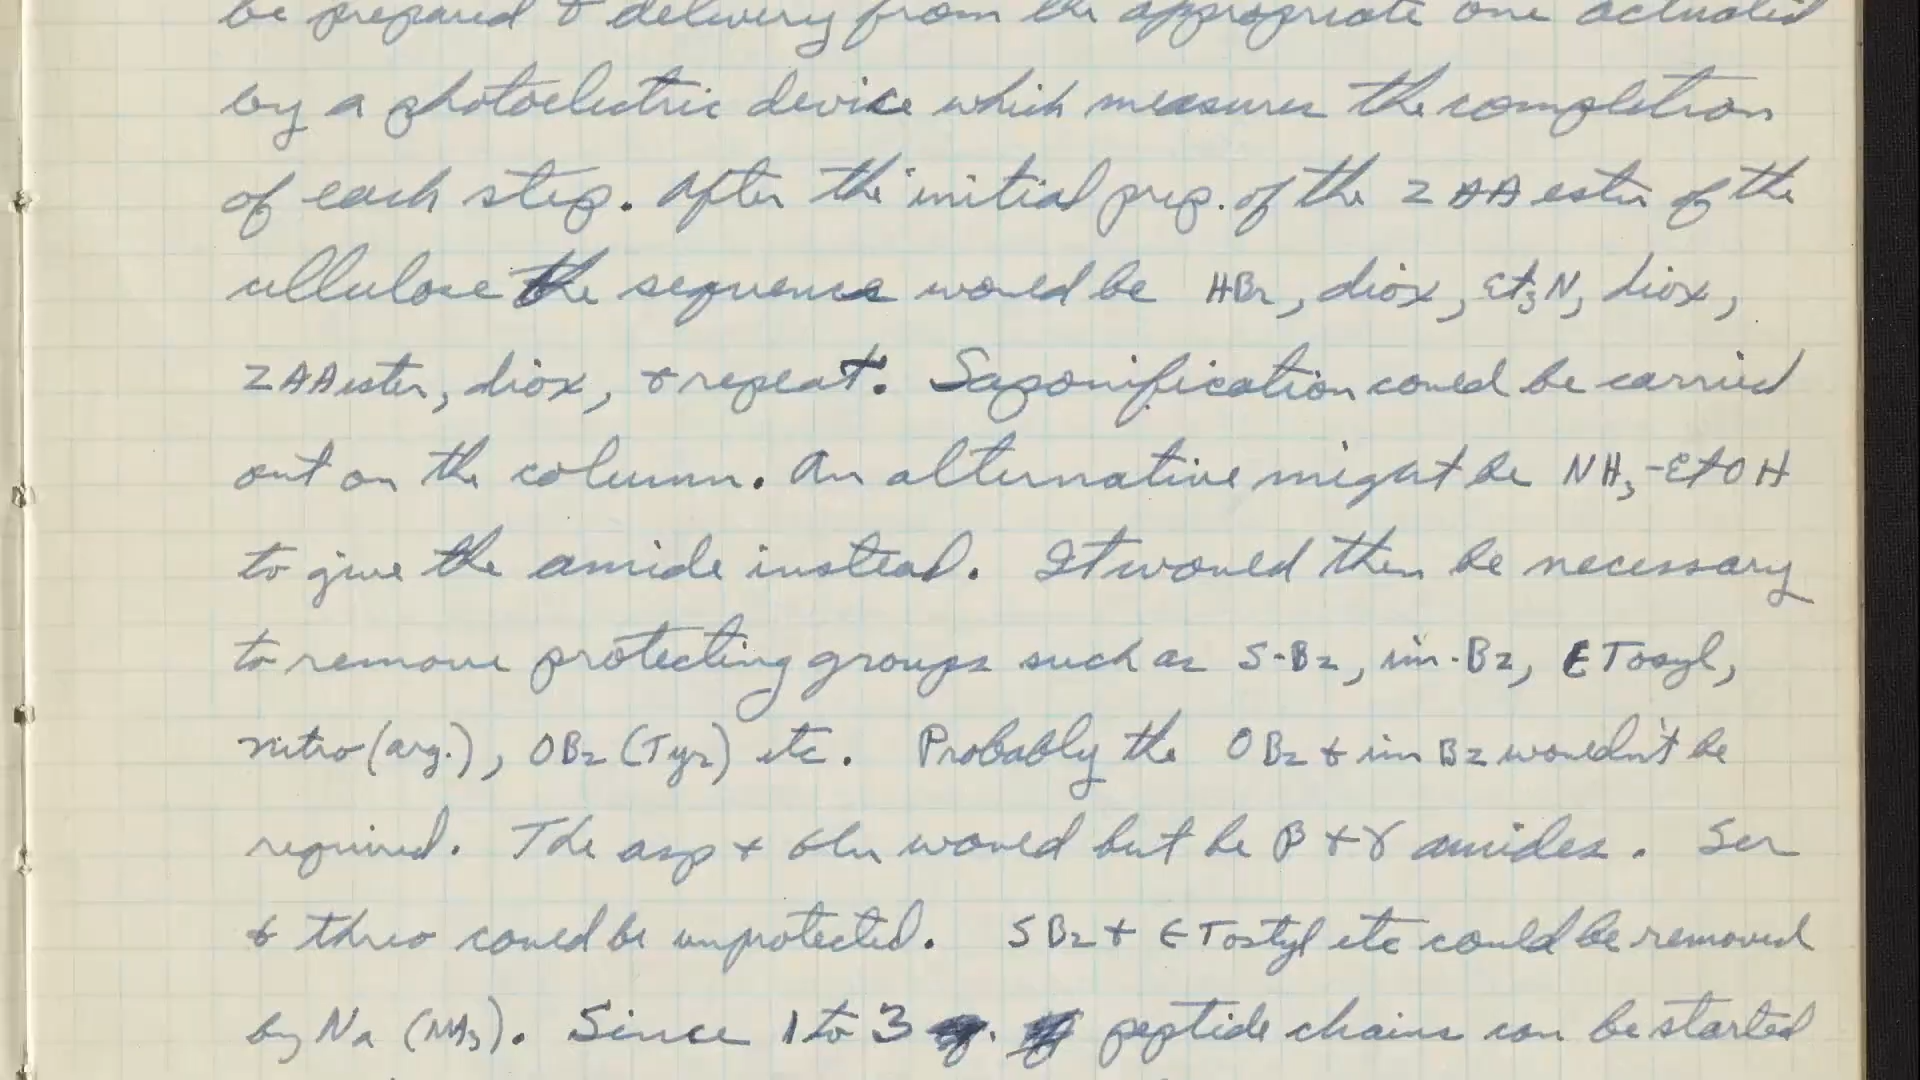 be prepared & delivery from the appropriate one actuated
by a photoelectric device which measures the completion
of each step. After the initial prep. of the Z AA ester of the
cellulose the sequence would be HBr, diox, Et3N, diox,
Z AA ester, diox, & repeat. Saponification could be carried
out on the column. An alternative might be NH3-EtOH
to give the amide instead. It would then be necessary
to remove protecting groups such as S-Bz, im-Bz, ε Tosyl,
nitro (arg.), OBz (Tyr) etc. Probably the OBz & im Bz wouldn't be
required. The asp + glu would best be β + γ amides. Ser
& threo could be unprotected. SBz + ε Tostyl etc could be removed
by Na (NH3). Since 1 to 3 peptide chains can be started